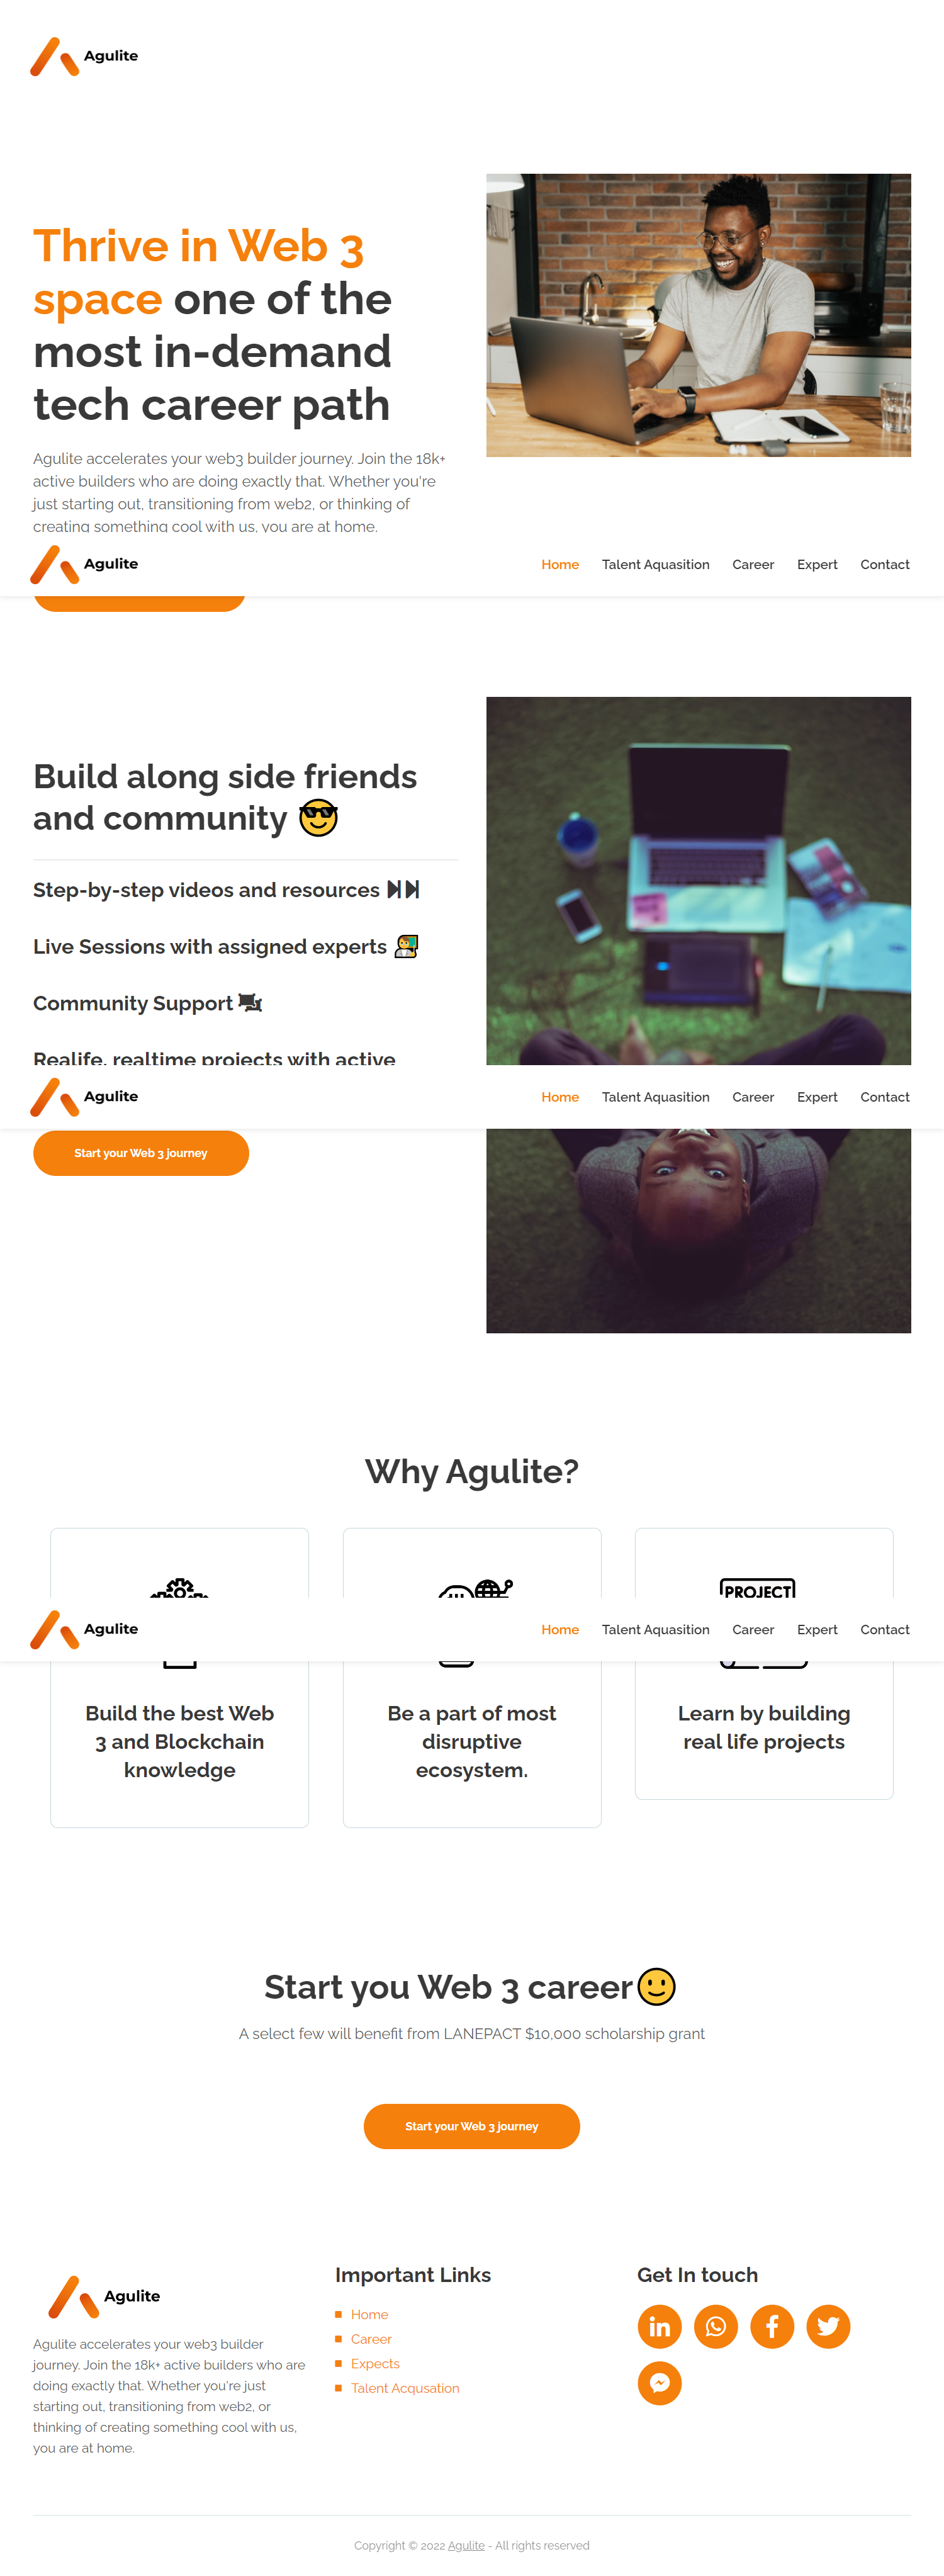 Agulite
Thrive in Web 3
space one of the
most in-demand
tech career path
Agulite accelerates your web3 builder journey. Join the 18k+
active builders who are doing exactly that. Whether you're
just starting out, transitioning from web2, or thinking of
creating something cool with us, you are at home.
Agulite
Home Talent Aquasition Career Expert Contact
Build along side friends
and community
Step-by-step videos and resources
Live Sessions with assigned experts
Community Support
Realife, realtime projects with active
Agulite
Home Talent Aquasition Career Expert Contact
Start your Web 3 journey
Why Agulite?
PROJECT
Agulite
Home Talent Aquasition Career Expert Contact
Build the best Web
3 and Blockchain
knowledge
Be a part of most
disruptive
ecosystem.
Learn by building
real life projects
Start you Web 3 career
A select few will benefit from LANEPACT $10,000 scholarship grant
Start your Web 3 journey
Agulite
Agulite accelerates your web3 builder
journey. Join the 18k+ active builders who are
doing exactly that. Whether you're just
starting out, transitioning from web2, or
thinking of creating something cool with us,
you are at home.
Important Links
Home
Career
Expects
Talent Acqusation
Get In touch
Copyright © 2022 Agulite - All rights reserved